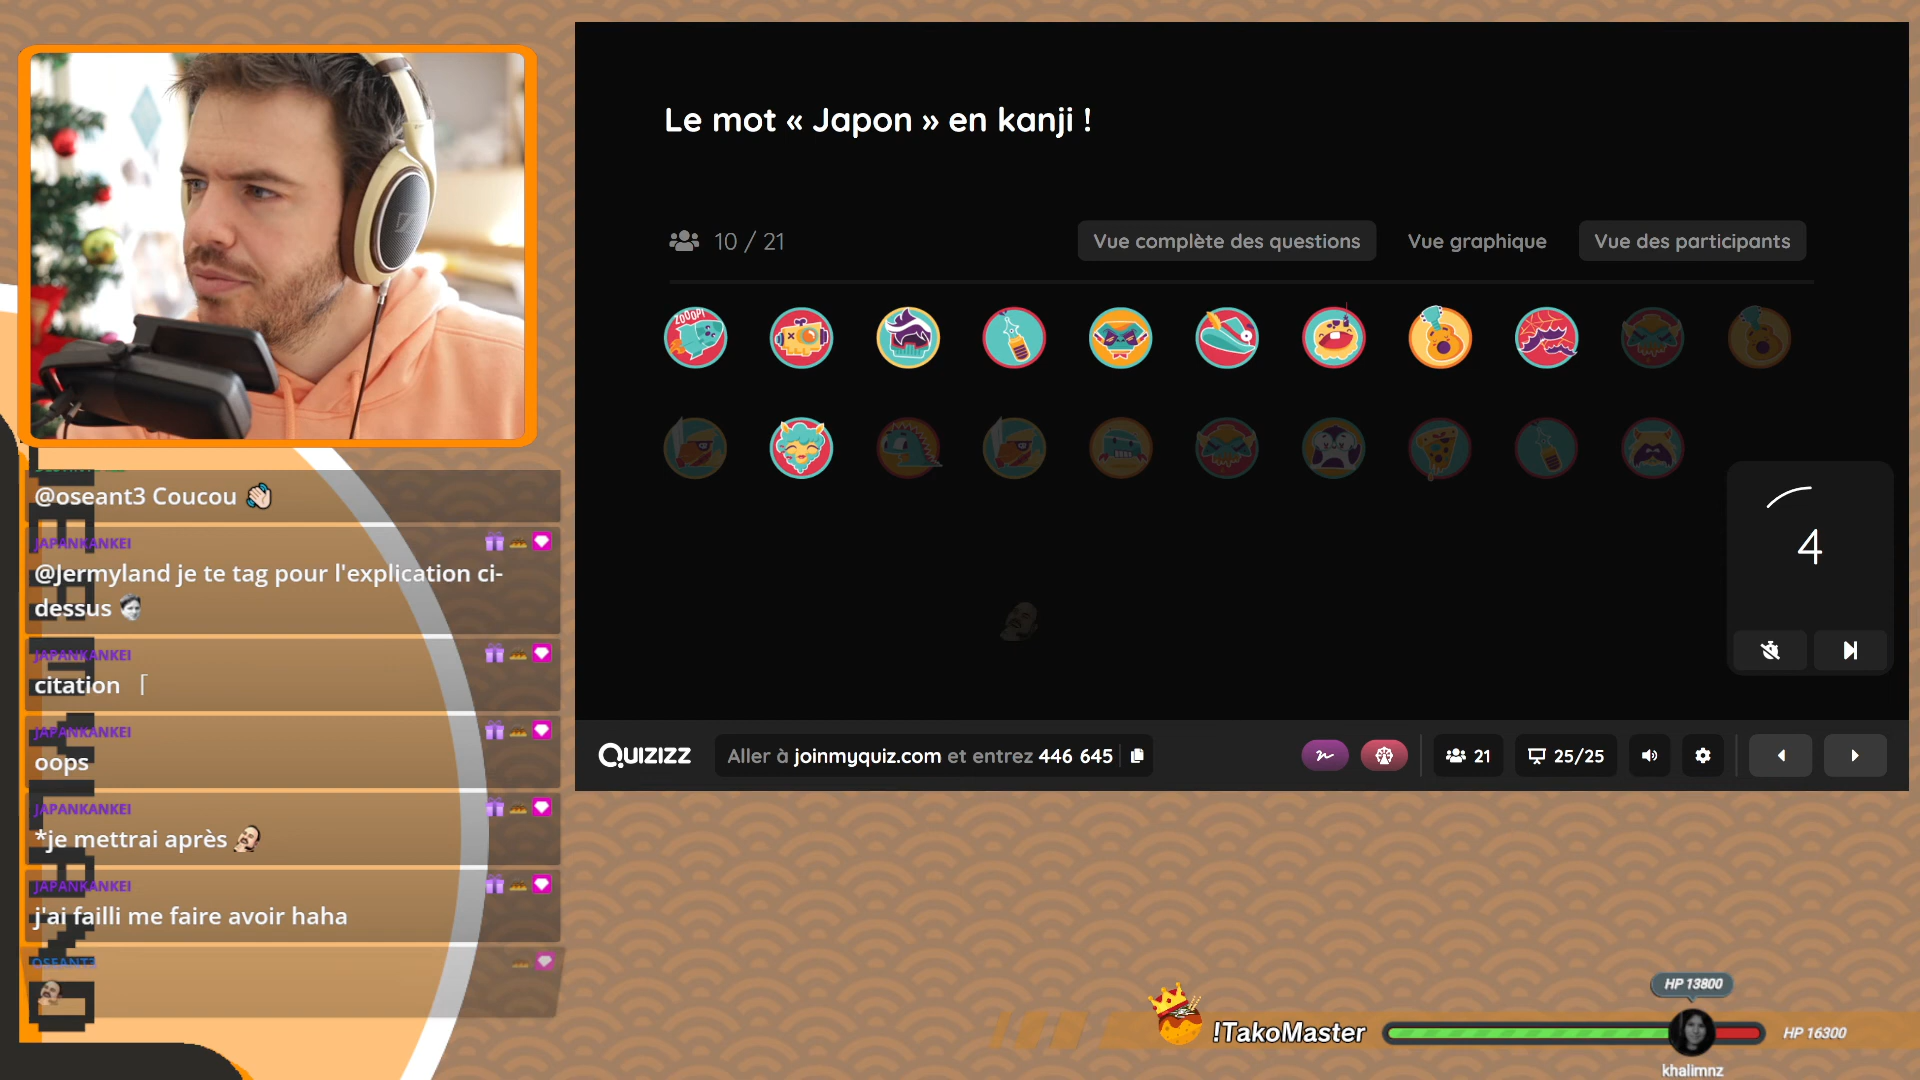 @oseant3 Coucou
JAPANKANKEI
@Jermyland je te tag pour l'explication ci-
dessus
JAPANKANKEI
citation 「
JAPANKANKEI
oops
JAPANKANKEI
*je mettrai après
JAPANKANKEI
j'ai failli me faire avoir haha
OSEANT3
Le mot « Japon » en kanji !
10 / 21
Vue complète des questions
Vue graphique
Vue des participants
ZOOOP!
4
QUIZIZZ
Aller à joinmyquiz.com et entrez 446 645
21
25/25
!TakoMaster
HP 13800
HP 16300
khalimnz